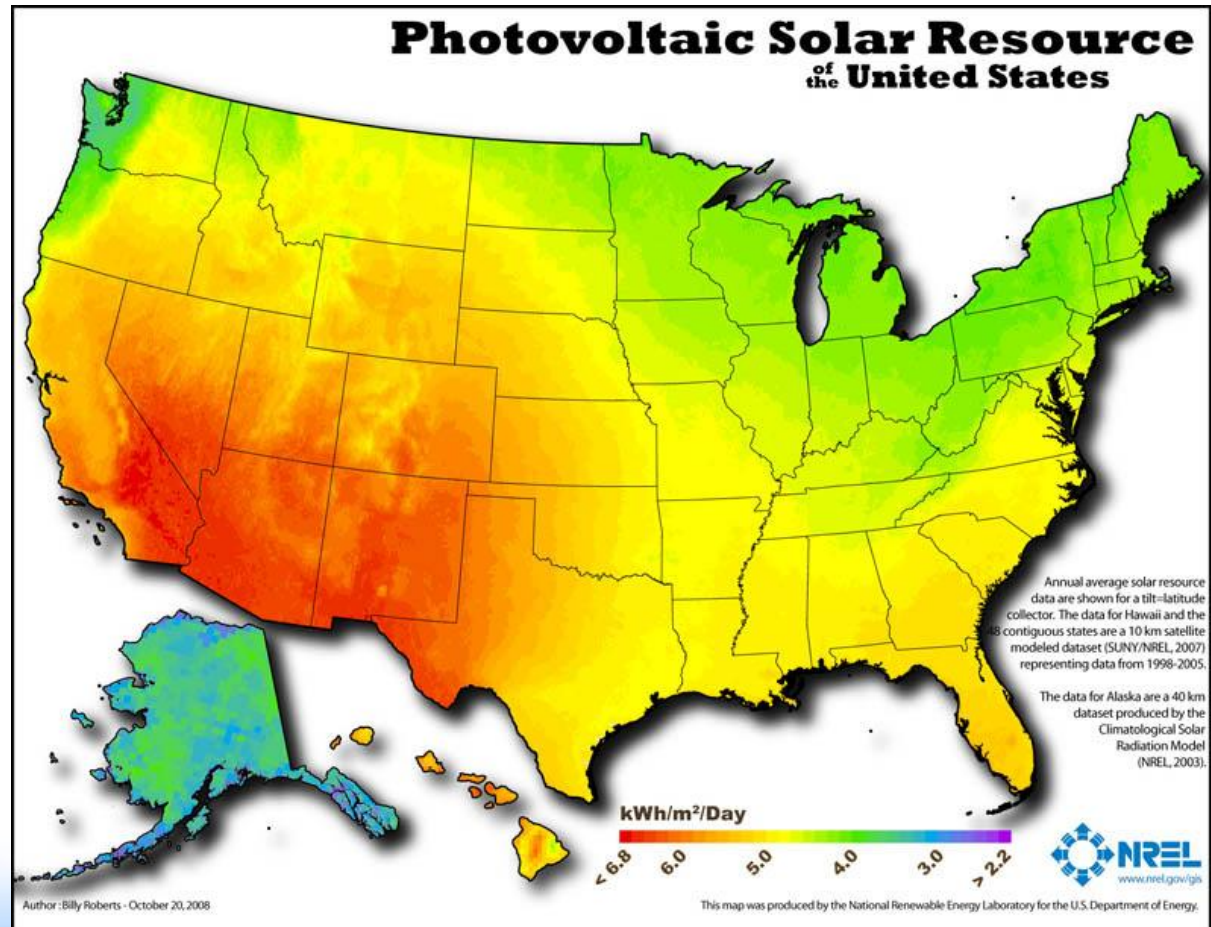 Photovoltaic Solar Resource
of the United States
Annual average solar resource
data are shown for a tilt=latitude
collector. The data for Hawaii and the
48 contiguous states are a 10 km satellite
modeled dataset (SUNY/NREL, 2007)
representing data from 1998-2005.
The data for Alaska are a 40 km
dataset produced by the
Climatological Solar
Radiation Model
(NREL, 2003).
kWh/m²/Day
< 6.8 6.0 5.0 4.0 3.0 > 2.2
NREL
www.nrel.gov/gis
Author : Billy Roberts - October 20, 2008
This map was produced by the National Renewable Energy Laboratory for the U.S. Department of Energy.